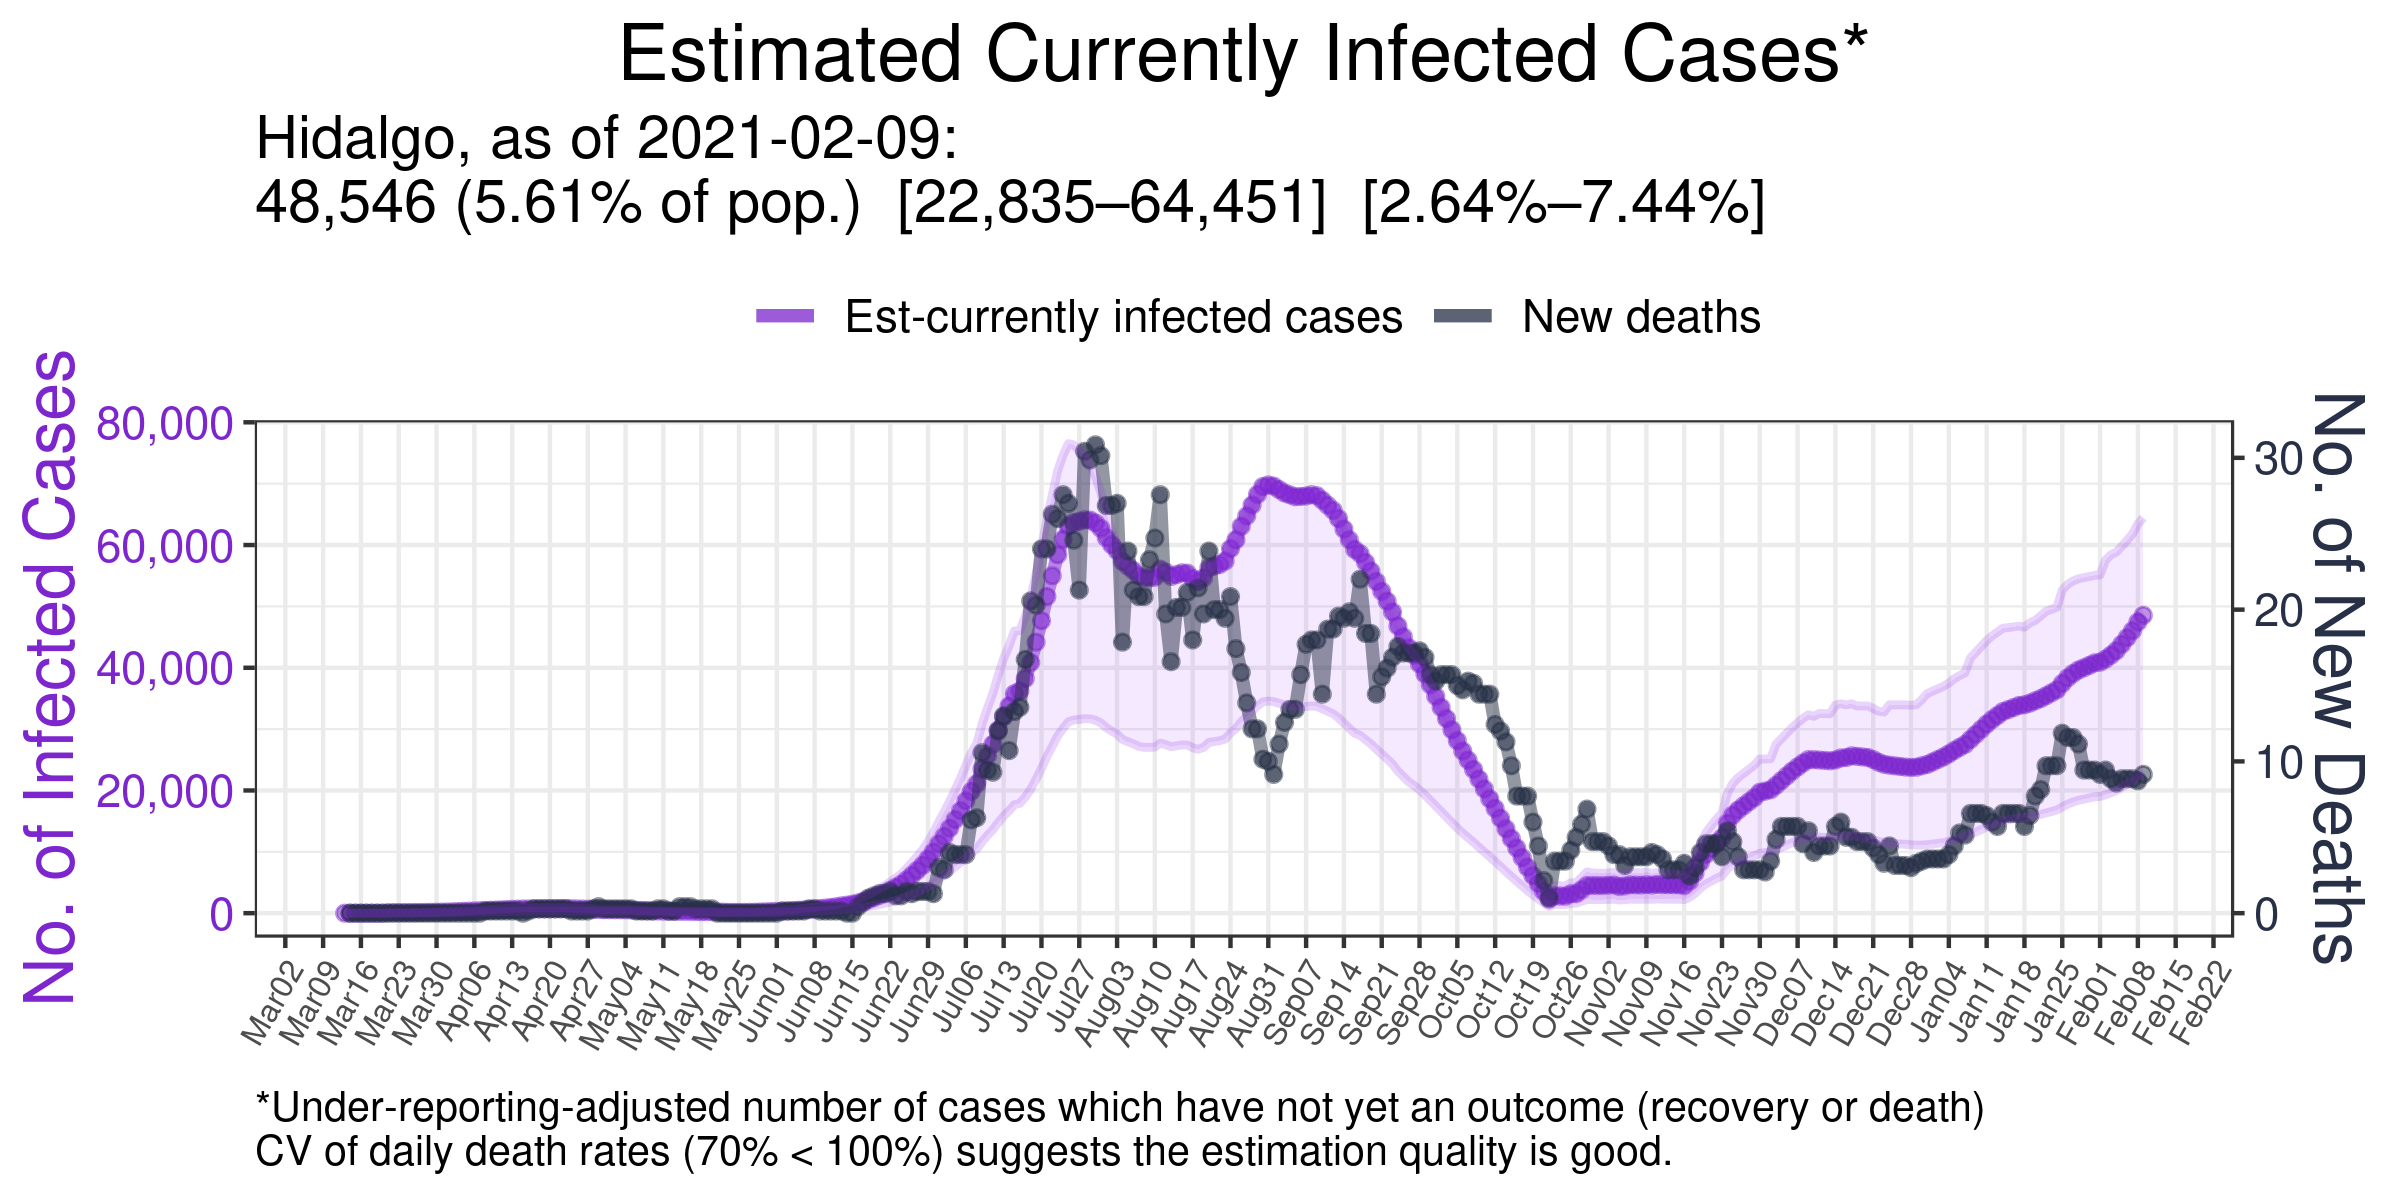 Estimated Currently Infected Cases*
Hidalgo, as of 2021-02-09:
48,546 (5.61% of pop.)  [22,835–64,451]  [2.64%–7.44%]
Est-currently infected cases
New deaths
No. of Infected Cases
80,000
60,000
40,000
20,000
0
No. of New Deaths
30
20
10
0
Mar02
Mar09
Mar16
Mar23
Mar30
Apr06
Apr13
Apr20
Apr27
May04
May11
May18
May25
Jun01
Jun08
Jun15
Jun22
Jun29
Jul06
Jul13
Jul20
Jul27
Aug03
Aug10
Aug17
Aug24
Aug31
Sep07
Sep14
Sep21
Sep28
Oct05
Oct12
Oct19
Oct26
Nov02
Nov09
Nov16
Nov23
Nov30
Dec07
Dec14
Dec21
Dec28
Jan04
Jan11
Jan18
Jan25
Feb01
Feb08
Feb15
Feb22
*Under-reporting-adjusted number of cases which have not yet an outcome (recovery or death)
CV of daily death rates (70% < 100%) suggests the estimation quality is good.